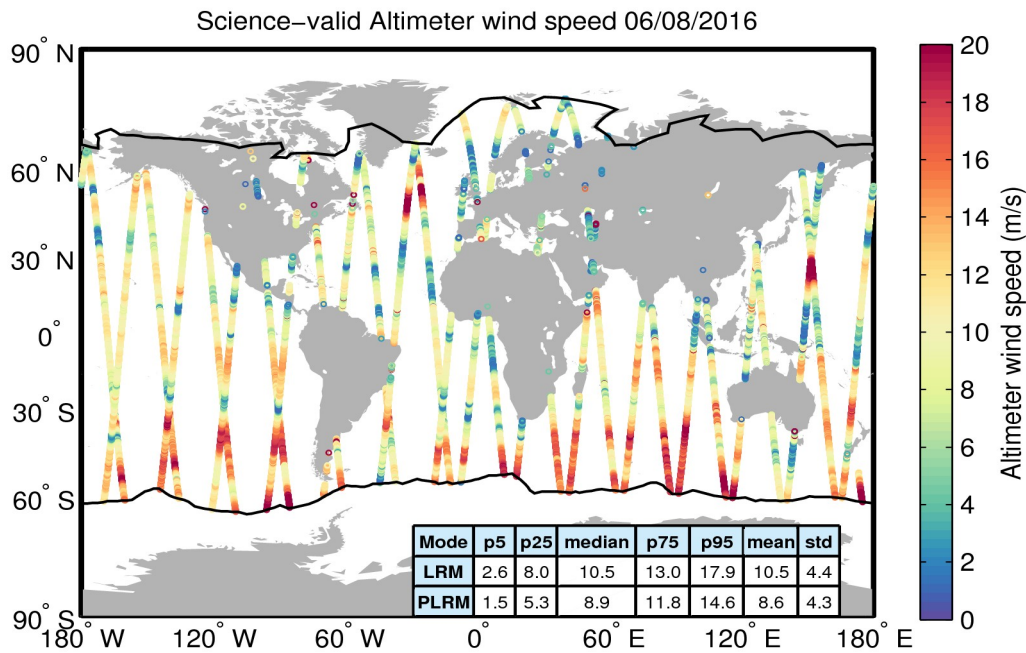 Science-valid Altimeter wind speed 06/08/2016
90° N
60° N
30° N
0°
30° S
60° S
90° S
180° W
120° W
60° W
0°
60° E
120° E
180° E
Mode p5 p25 median p75 p95 mean std
LRM 2.6 8.0 10.5 13.0 17.9 10.5 4.4
PLRM 1.5 5.3 8.9 11.8 14.6 8.6 4.3
20
18
16
14
12
10
8
6
4
2
0
Altimeter wind speed (m/s)